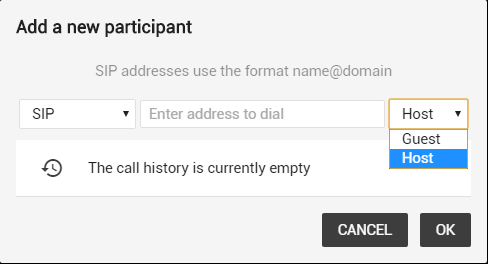 Add a new participant
SIP addresses use the format name@domain
SIP Enter address to dial Host
Guest
Host
The call history is currently empty
CANCEL OK